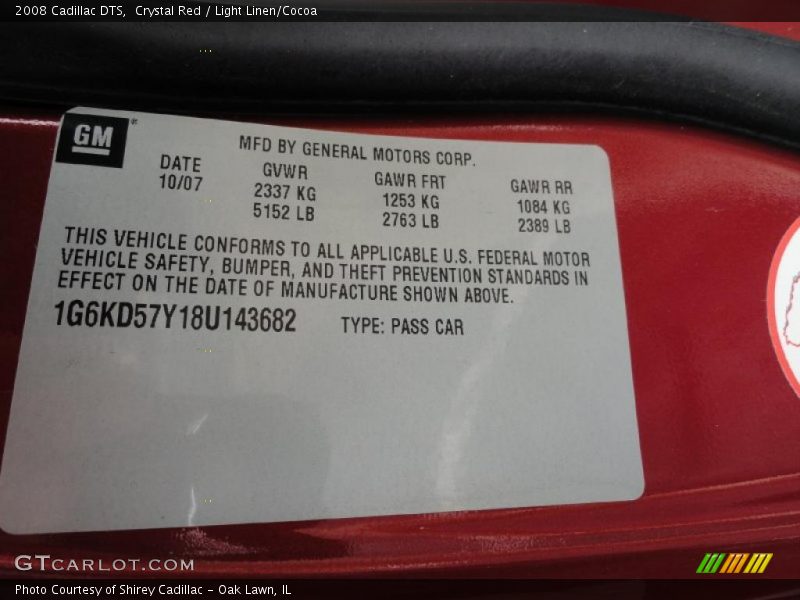 2008 Cadillac DTS,  Crystal Red / Light Linen/Cocoa
GM
MFD BY GENERAL MOTORS CORP.
DATE GVWR GAWR FRT GAWR RR
10/07 2337 KG 1253 KG 1084 KG
5152 LB 2763 LB 2389 LB
THIS VEHICLE CONFORMS TO ALL APPLICABLE U.S. FEDERAL MOTOR
VEHICLE SAFETY, BUMPER, AND THEFT PREVENTION STANDARDS IN
EFFECT ON THE DATE OF MANUFACTURE SHOWN ABOVE.
1G6KD57Y18U143682 TYPE: PASS CAR
GTCARLOT.COM
Photo Courtesy of Shirey Cadillac - Oak Lawn, IL